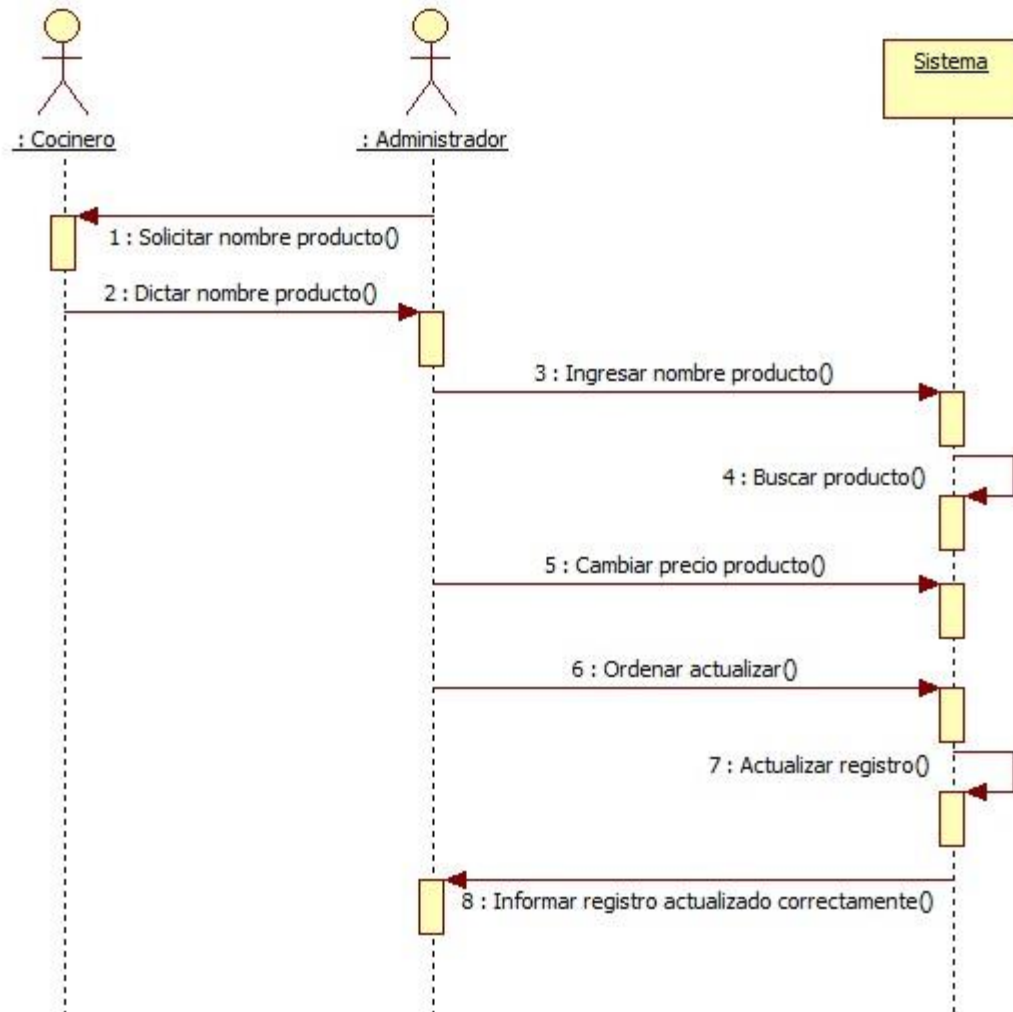 : Cocinero
: Administrador
Sistema
1 : Solicitar nombre producto()
2 : Dictar nombre producto()
3 : Ingresar nombre producto()
4 : Buscar producto()
5 : Cambiar precio producto()
6 : Ordenar actualizar()
7 : Actualizar registro()
8 : Informar registro actualizado correctamente()